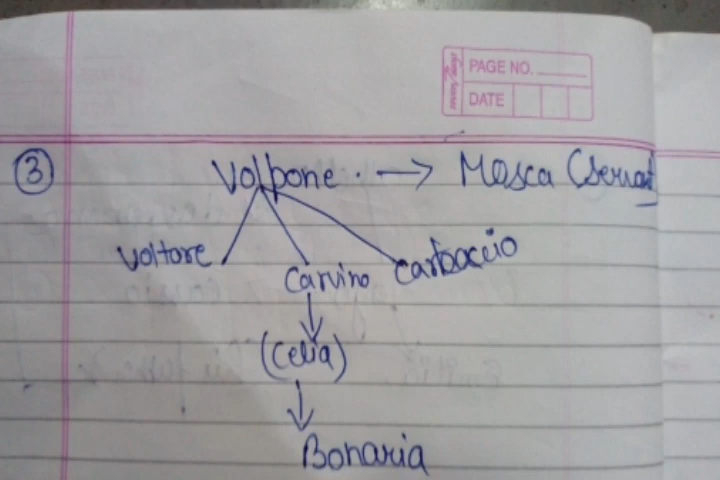 PAGE NO.
DATE
3 Volpone. → Mosca (servant)
Voltore Carvino Carbaccio
(Celia)
Bonaria